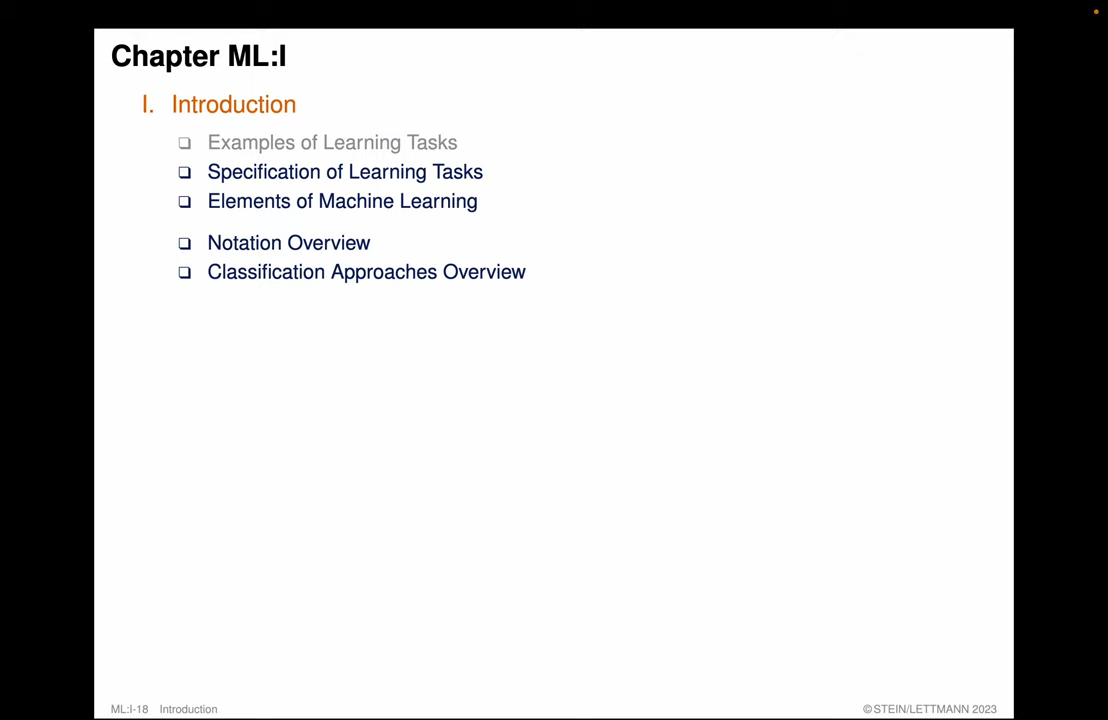 Chapter ML:I
I. Introduction
❑ Examples of Learning Tasks
❑ Specification of Learning Tasks
❑ Elements of Machine Learning
❑ Notation Overview
❑ Classification Approaches Overview
ML:I-18 Introduction ©STEIN/LETTMANN 2023